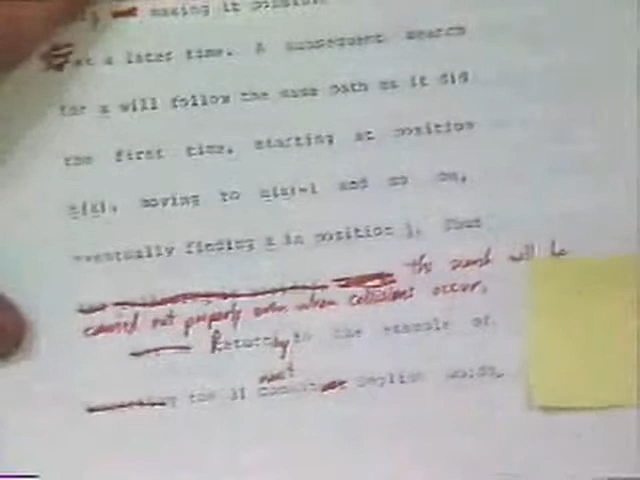 making it possible
at a later time. A subsequent search
for x will follow the same path as it did
the first time, starting at position
h(x), moving to h(x)-1 and so on,
eventually finding x in position j. Thus
the search will be
carried out properly even when collisions occur.
Returning to the example of
the 31 most common English words,